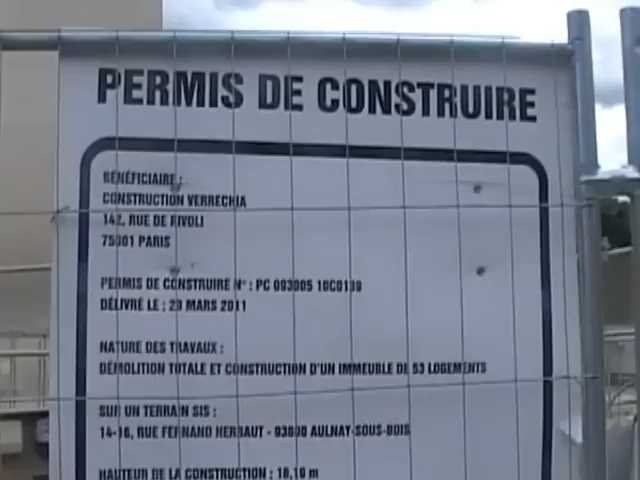 PERMIS DE CONSTRUIRE
BÉNÉFICIAIRE :
CONSTRUCTION VERRECHIA
142, RUE DE RIVOLI
75001 PARIS
PERMIS DE CONSTRUIRE N° : PC 093005 10C0139
DÉLIVRÉ LE : 29 MARS 2011
NATURE DES TRAVAUX :
DÉMOLITION TOTALE ET CONSTRUCTION D'UN IMMEUBLE DE 53 LOGEMENTS
SUR UN TERRAIN SIS :
14-16, RUE FERNAND HERBAUT - 93600 AULNAY-SOUS-BOIS
HAUTEUR DE LA CONSTRUCTION : 18,10 m